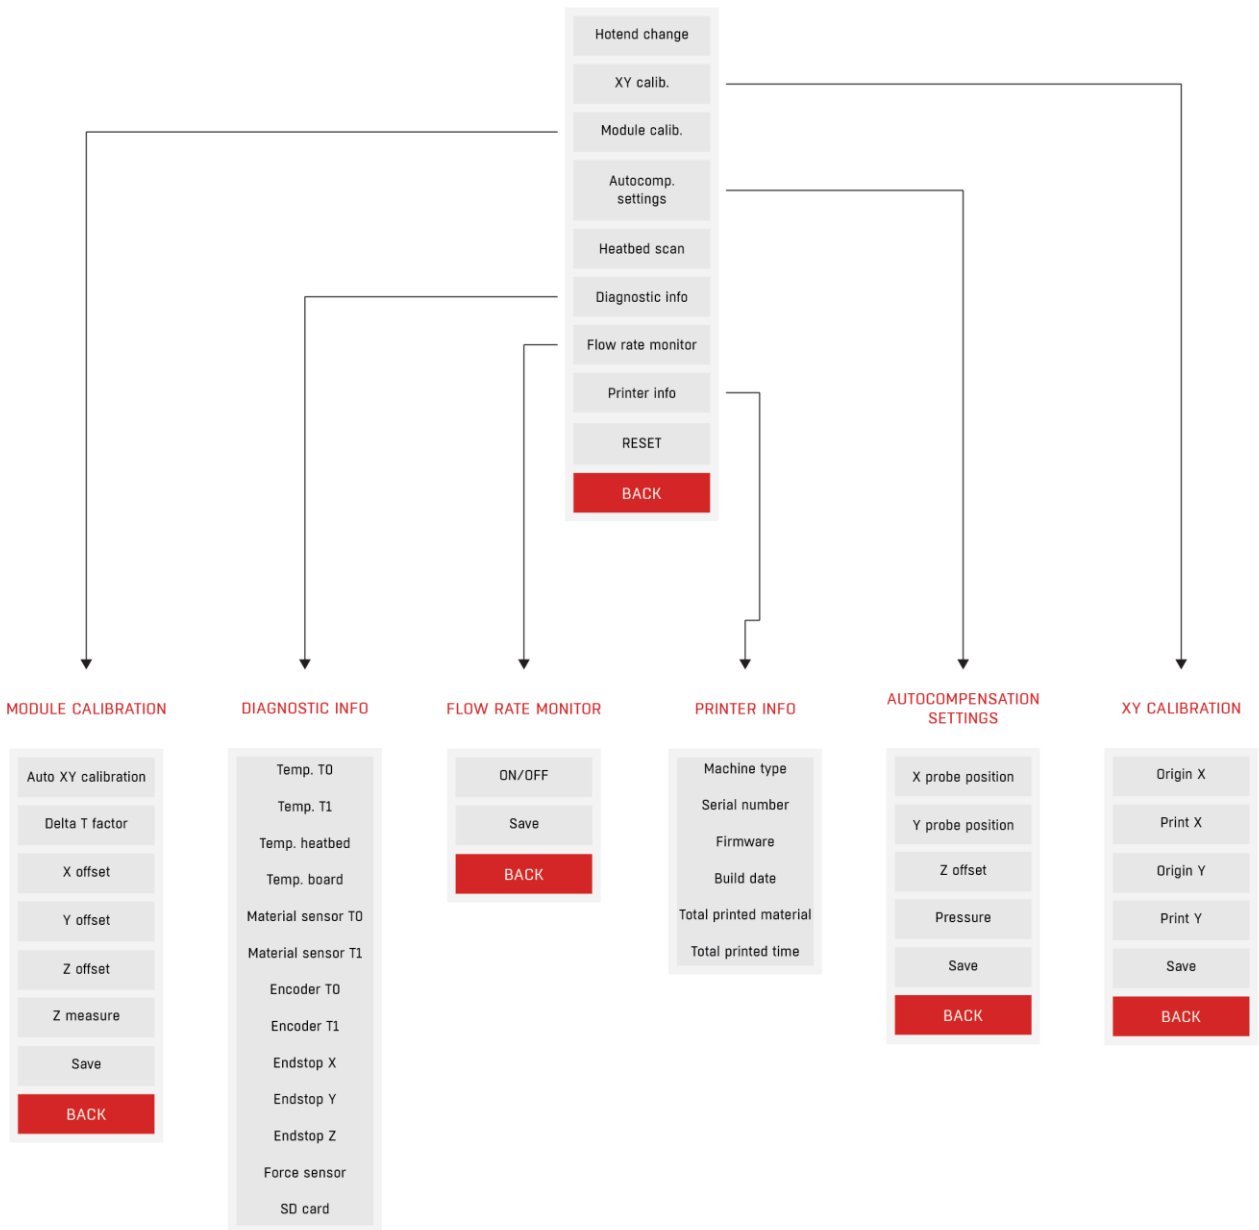 Hotend change
XY calib.
Module calib.
Autocomp.
settings
Heatbed scan
Diagnostic info
Flow rate monitor
Printer info
RESET
BACK
MODULE CALIBRATION
Auto XY calibration
Delta T factor
X offset
Y offset
Z offset
Z measure
Save
BACK
DIAGNOSTIC INFO
Temp. T0
Temp. T1
Temp. heatbed
Temp. board
Material sensor T0
Material sensor T1
Encoder T0
Encoder T1
Endstop X
Endstop Y
Endstop Z
Force sensor
SD card
FLOW RATE MONITOR
ON/OFF
Save
BACK
PRINTER INFO
Machine type
Serial number
Firmware
Build date
Total printed material
Total printed time
AUTOCOMPENSATION
SETTINGS
X probe position
Y probe position
Z offset
Pressure
Save
BACK
XY CALIBRATION
Origin X
Print X
Origin Y
Print Y
Save
BACK